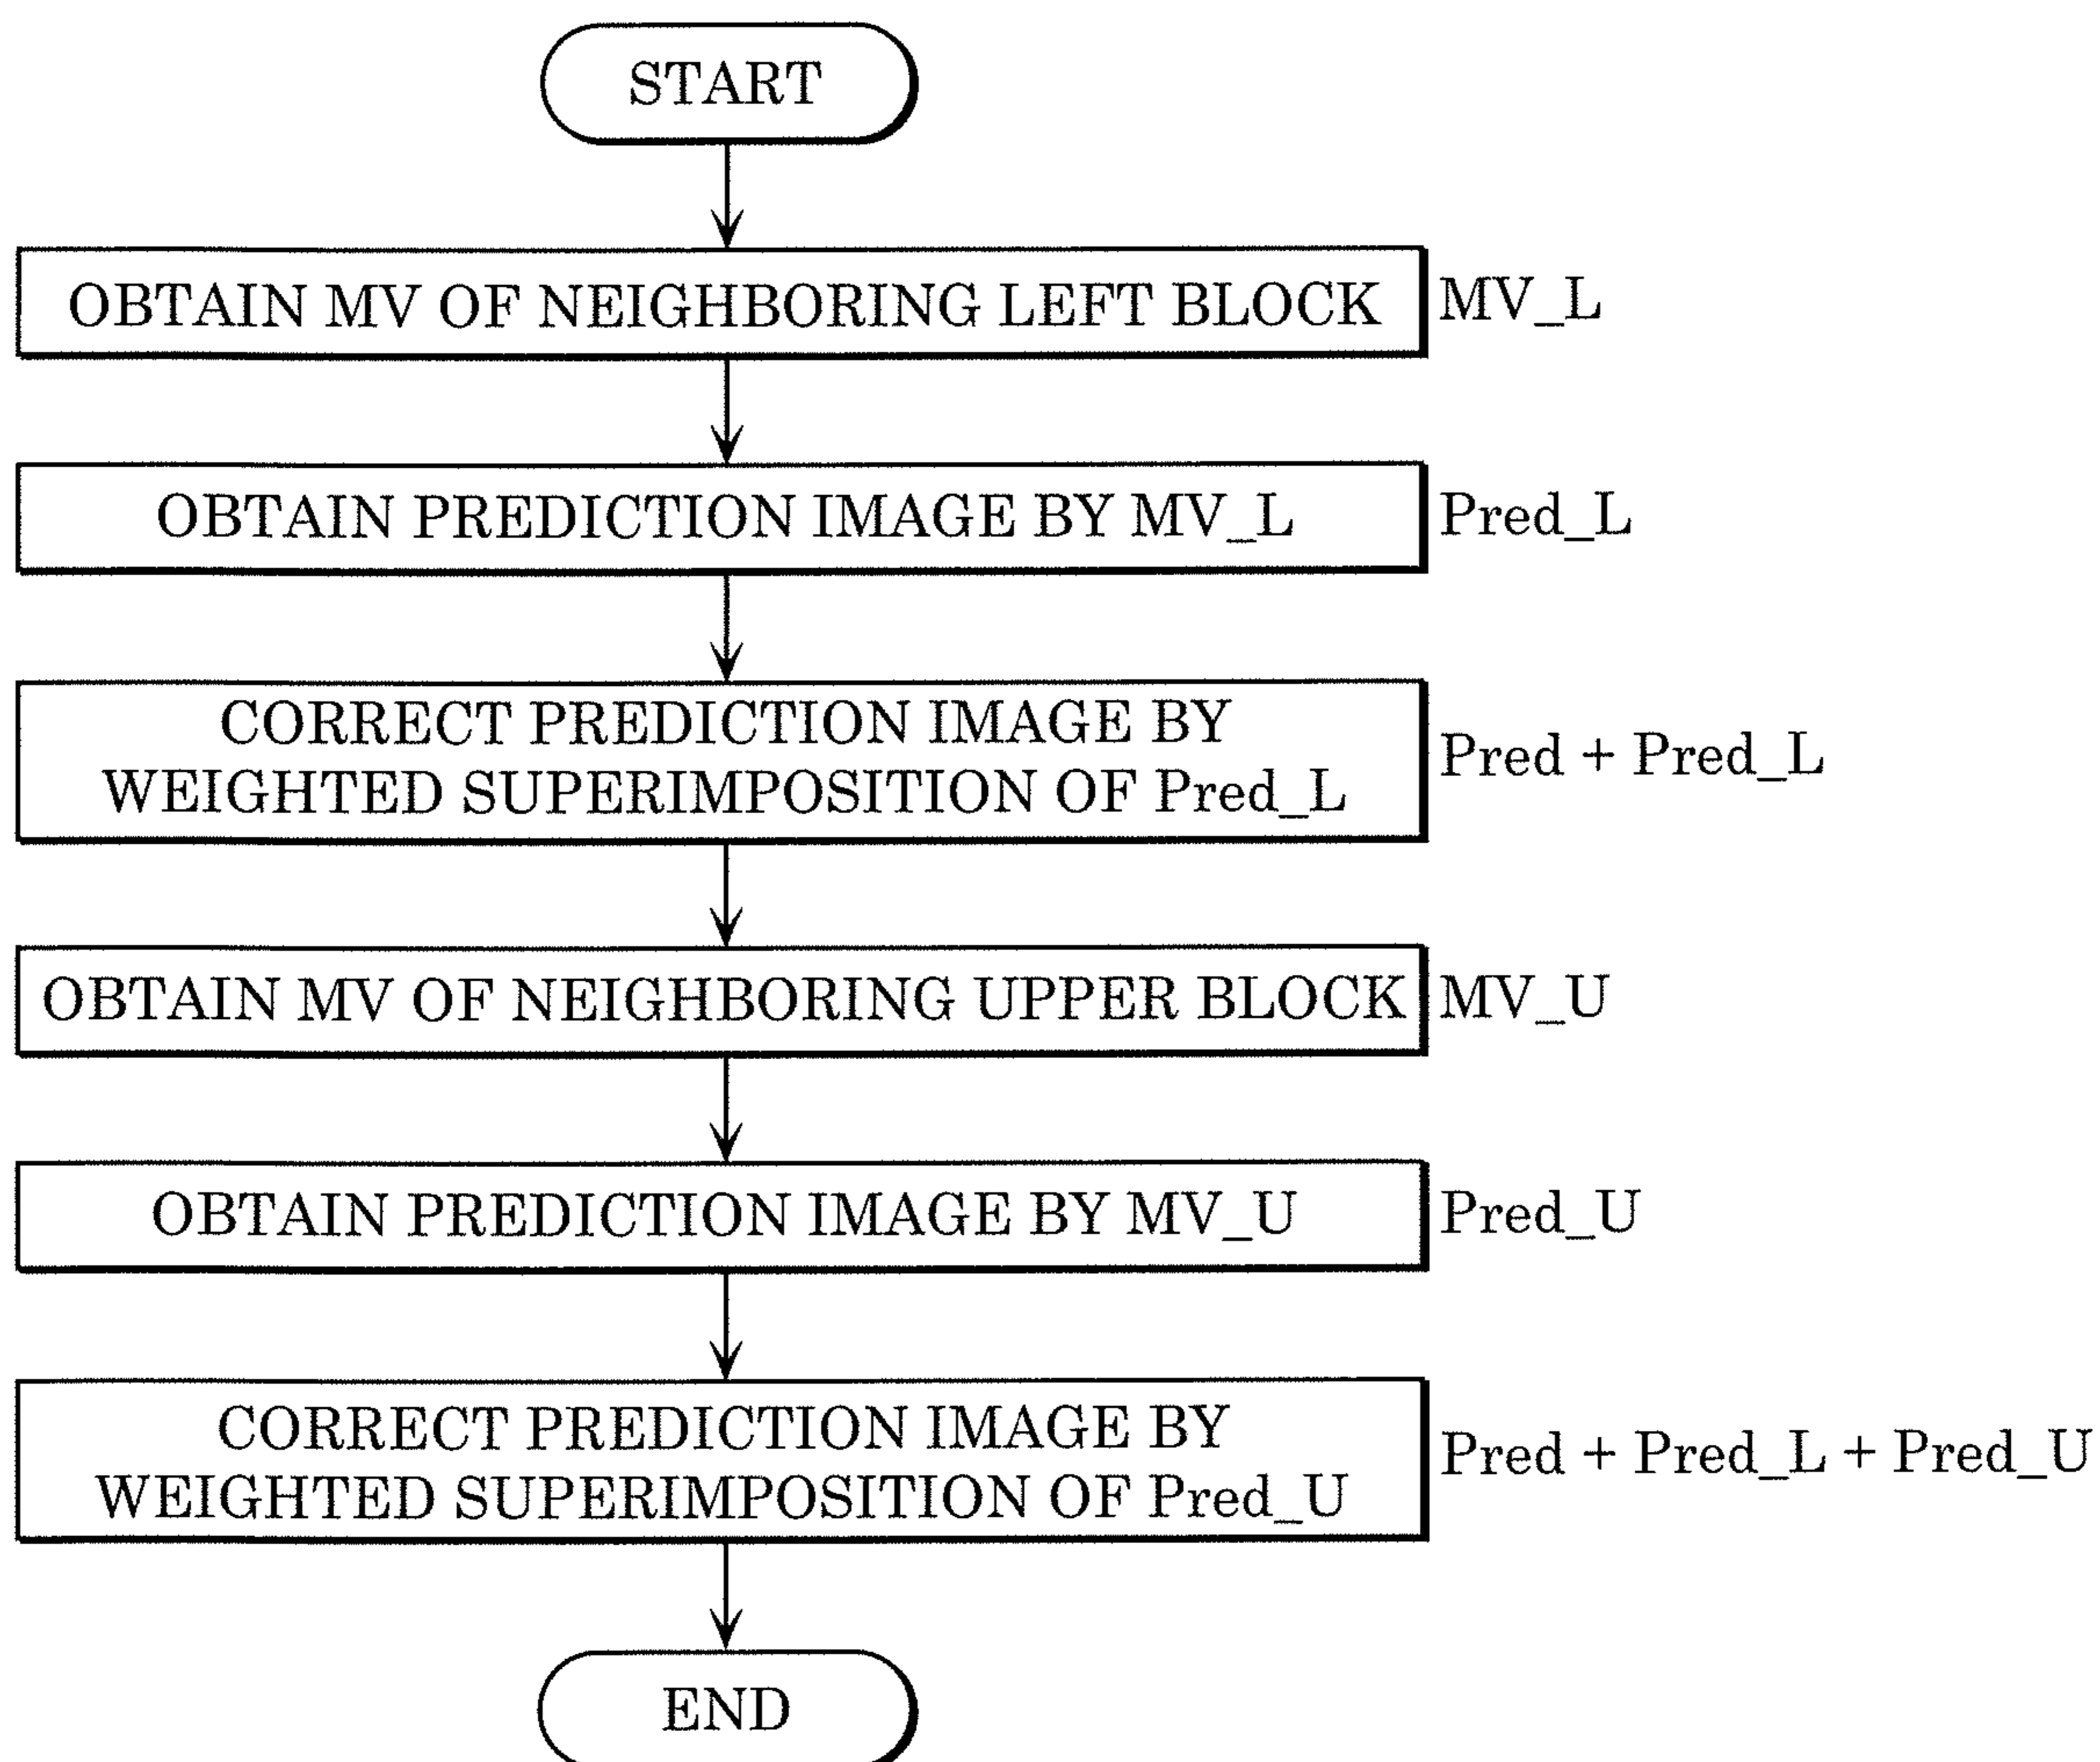 START
OBTAIN MV OF NEIGHBORING LEFT BLOCK
MV_L
OBTAIN PREDICTION IMAGE BY MV_L
Pred_L
CORRECT PREDICTION IMAGE BY
WEIGHTED SUPERIMPOSITION OF Pred_L
Pred + Pred_L
OBTAIN MV OF NEIGHBORING UPPER BLOCK
MV_U
OBTAIN PREDICTION IMAGE BY MV_U
Pred_U
CORRECT PREDICTION IMAGE BY
WEIGHTED SUPERIMPOSITION OF Pred_U
Pred + Pred_L + Pred_U
END